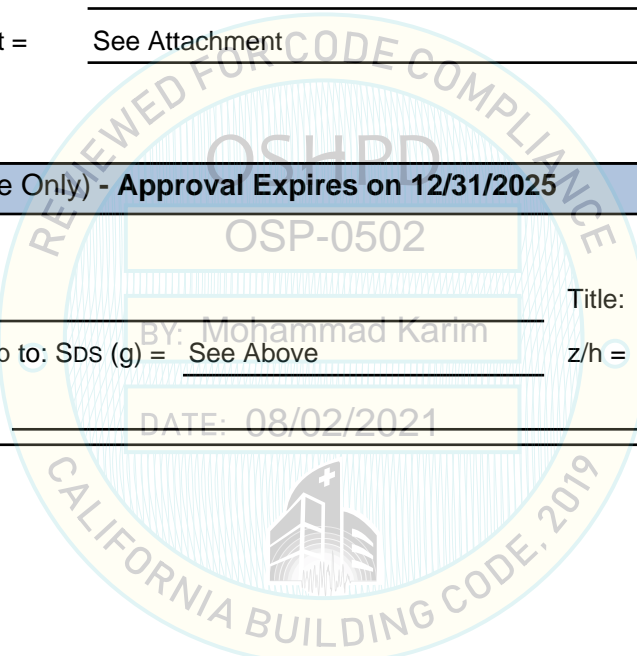 t = See Attachment
REVIEWED FOR CODE COMPLIANCE
OSHPD
e Only) - Approval Expires on 12/31/2025
OSP-0502
Title:
BY: Mohammad Karim
to: SDS (g) = See Above z/h =
DATE: 08/02/2021
CALIFORNIA BUILDING CODE, 2019